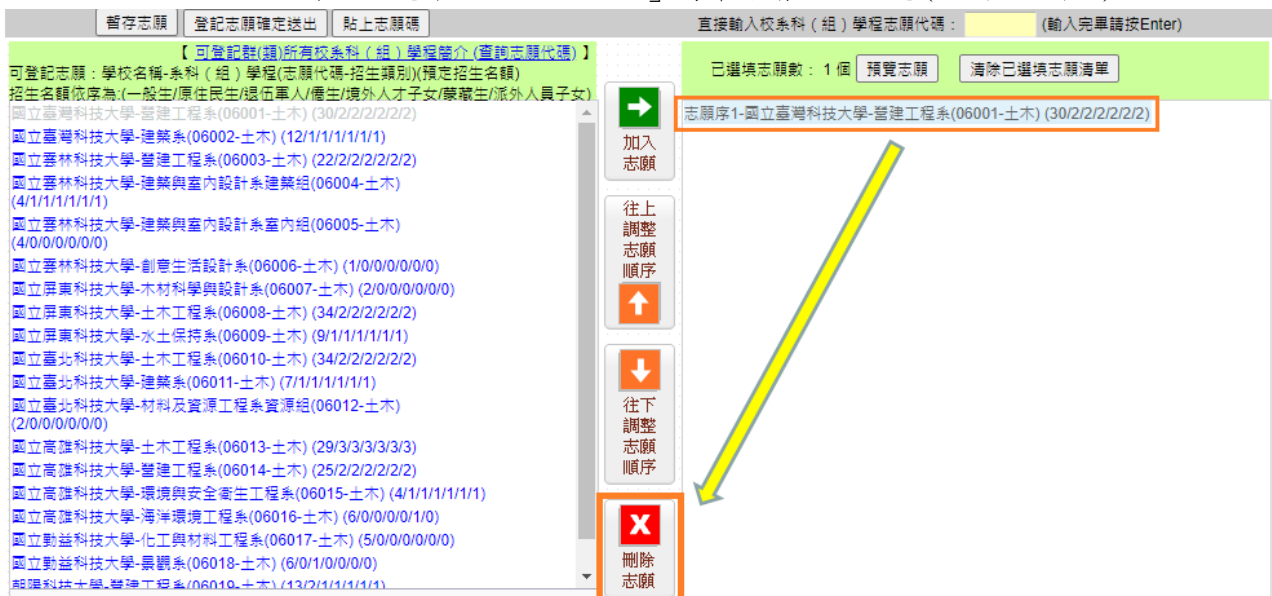 暫存志願 登記志願確定送出 貼上志願碼 直接輸入校系科（組）學程志願代碼： (輸入完畢請按Enter)
【 可登記群(類)所有校系科（組）學程簡介 (查詢志願代碼) 】
可登記志願：學校名稱-系科（組）學程(志願代碼-招生類別)(預定招生名額)
招生名額依序為:(一般生/原住民生/退伍軍人/僑生/境外人才子女/蒙藏生/派外人員子女)
已選填志願數： 1 個 預覽志願 清除已選填志願清單
國立臺灣科技大學-營建工程系(06001-土木) (30/2/2/2/2/2/2)
國立臺灣科技大學-建築系(06002-土木) (12/1/1/1/1/1/1)
國立雲林科技大學-營建工程系(06003-土木) (22/2/2/2/2/2/2)
國立雲林科技大學-建築與室內設計系建築組(06004-土木)
(4/1/1/1/1/1/1)
國立雲林科技大學-建築與室內設計系室內組(06005-土木)
(4/0/0/0/0/0/0)
國立雲林科技大學-創意生活設計系(06006-土木) (1/0/0/0/0/0/0)
國立屏東科技大學-木材科學與設計系(06007-土木) (2/0/0/0/0/0/0)
國立屏東科技大學-土木工程系(06008-土木) (34/2/2/2/2/2/2)
國立屏東科技大學-水土保持系(06009-土木) (9/1/1/1/1/1/1)
國立臺北科技大學-土木工程系(06010-土木) (34/2/2/2/2/2/2)
國立臺北科技大學-建築系(06011-土木) (7/1/1/1/1/1/1)
國立臺北科技大學-材料及資源工程系資源組(06012-土木)
(2/0/0/0/0/0/0)
國立高雄科技大學-土木工程系(06013-土木) (29/3/3/3/3/3/3)
國立高雄科技大學-營建工程系(06014-土木) (25/2/2/2/2/2/2)
國立高雄科技大學-環境與安全衛生工程系(06015-土木) (4/1/1/1/1/1/1)
國立高雄科技大學-海洋環境工程系(06016-土木) (6/0/0/0/0/1/0)
國立勤益科技大學-化工與材料工程系(06017-土木) (5/0/0/0/0/0/0)
國立勤益科技大學-景觀系(06018-土木) (6/0/1/0/0/0/0)
朝陽科技大學-營建工程系(06019-土木) (13/2/1/1/1/1/1)
加入
志願
往上
調整
志願
順序
往下
調整
志願
順序
X
刪除
志願
志願序1-國立臺灣科技大學-營建工程系(06001-土木) (30/2/2/2/2/2/2)